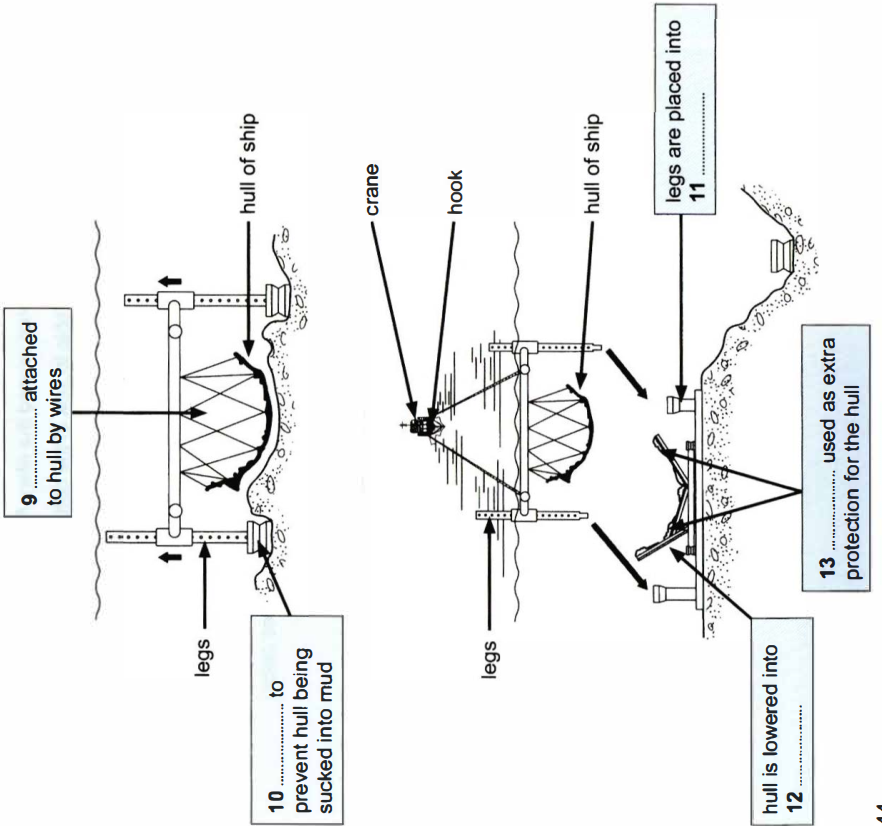 9 .................. attached
to hull by wires
hull of ship
legs
10 .................. to
prevent hull being
sucked into mud
crane
hook
hull of ship
legs
legs are placed into
11 ..................
hull is lowered into
12 ..................
13 .................. used as extra
protection for the hull